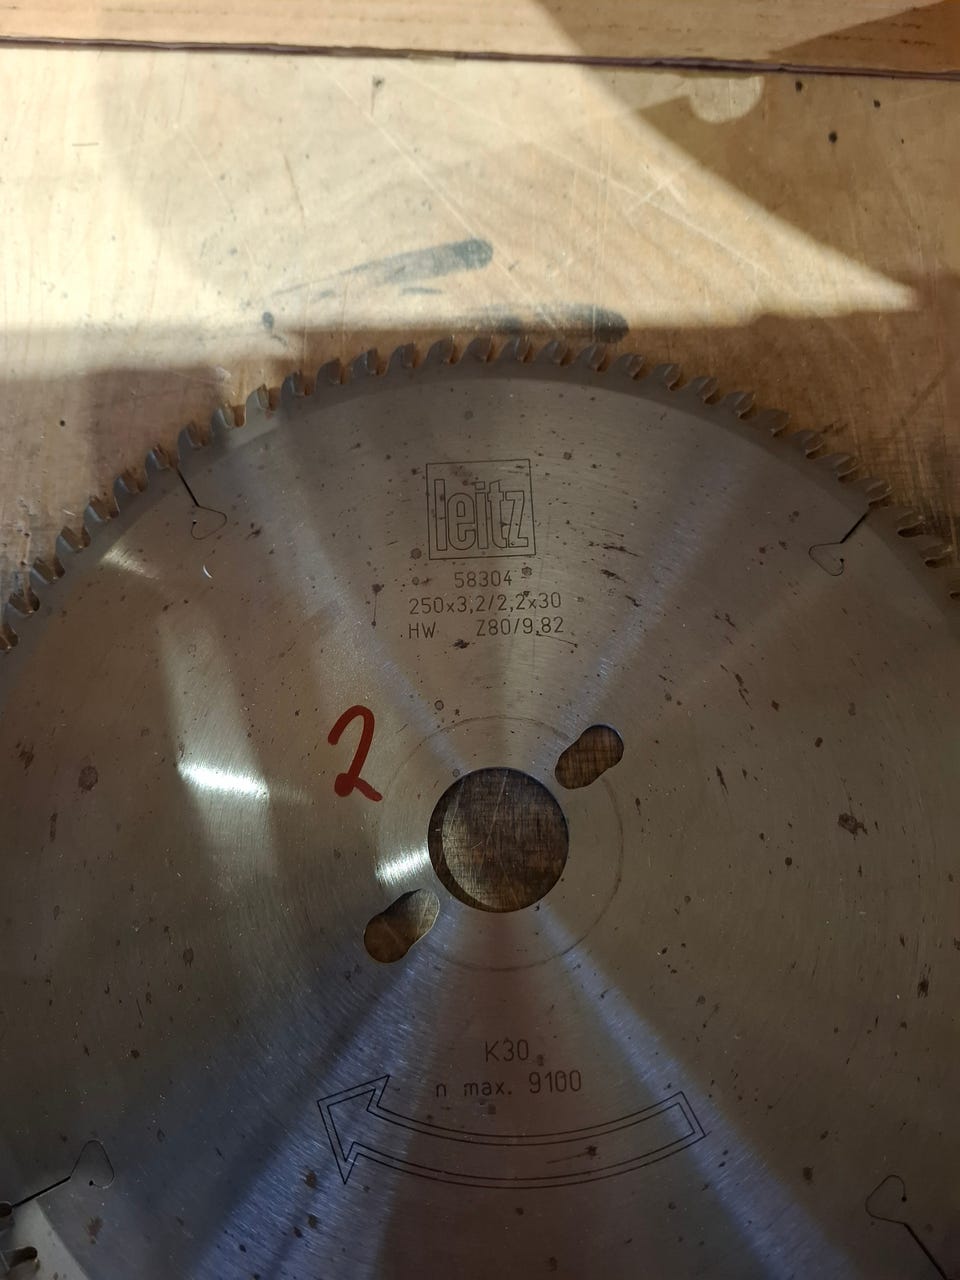 leitz
58304
250x3,2/2,2x30
HW Z80/9,82
2
K30
n max. 9100